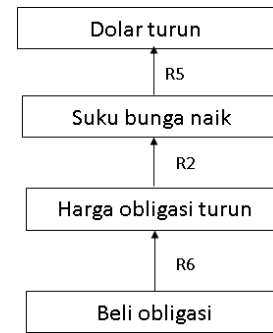 Dolar turun
R5
Suku bunga naik
R2
Harga obligasi turun
R6
Beli obligasi